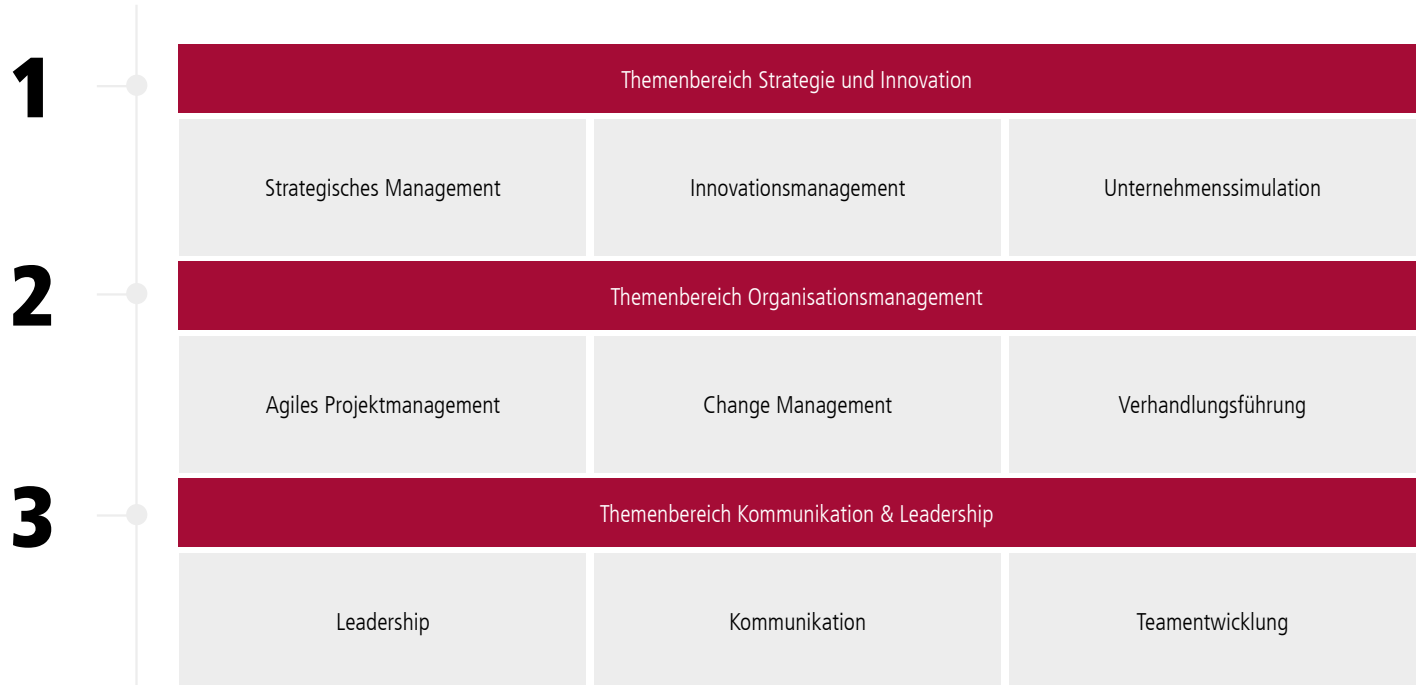 1
Themenbereich Strategie und Innovation
Strategisches Management
Innovationsmanagement
Unternehmenssimulation
2
Themenbereich Organisationsmanagement
Agiles Projektmanagement
Change Management
Verhandlungsführung
3
Themenbereich Kommunikation & Leadership
Leadership
Kommunikation
Teamentwicklung